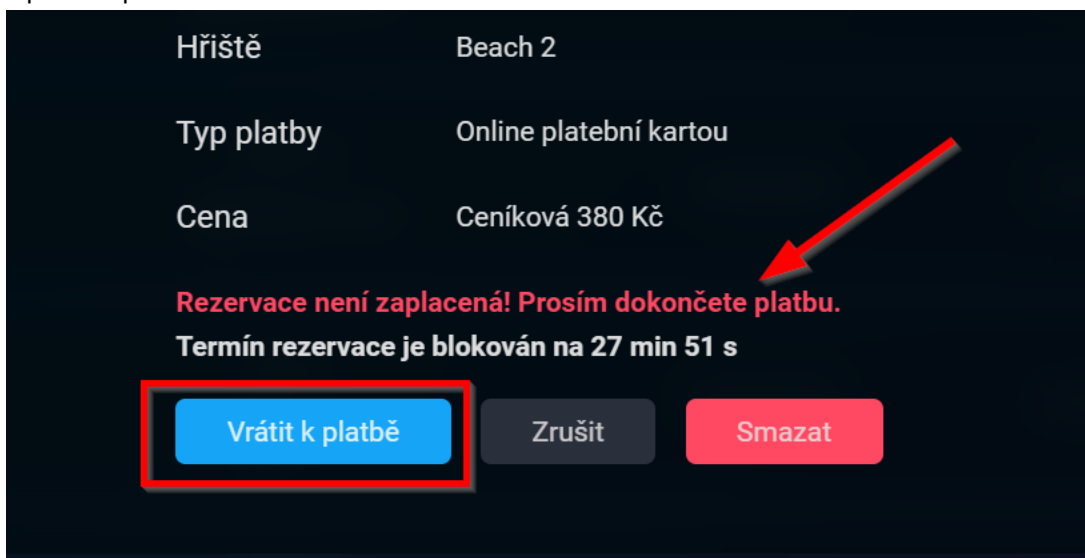 Hřiště Beach 2
Typ platby Online platební kartou
Cena Ceníková 380 Kč
Rezervace není zaplacená! Prosím dokončete platbu.
Termín rezervace je blokován na 27 min 51 s
Vrátit k platbě Zrušit Smazat